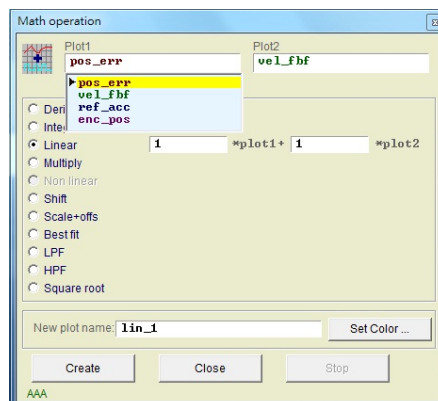 Math operation
Plot1 Plot2
pos_err vel_fbf
pos_err
vel_fbf
ref_acc
enc_pos
Deri
Inte
Linear 1 *plot1+ 1 *plot2
Multiply
Non linear
Shift
Scale+offs
Best fit
LPF
HPF
Square root
New plot name: lin_1 Set Color ...
Create Close Stop
AAA